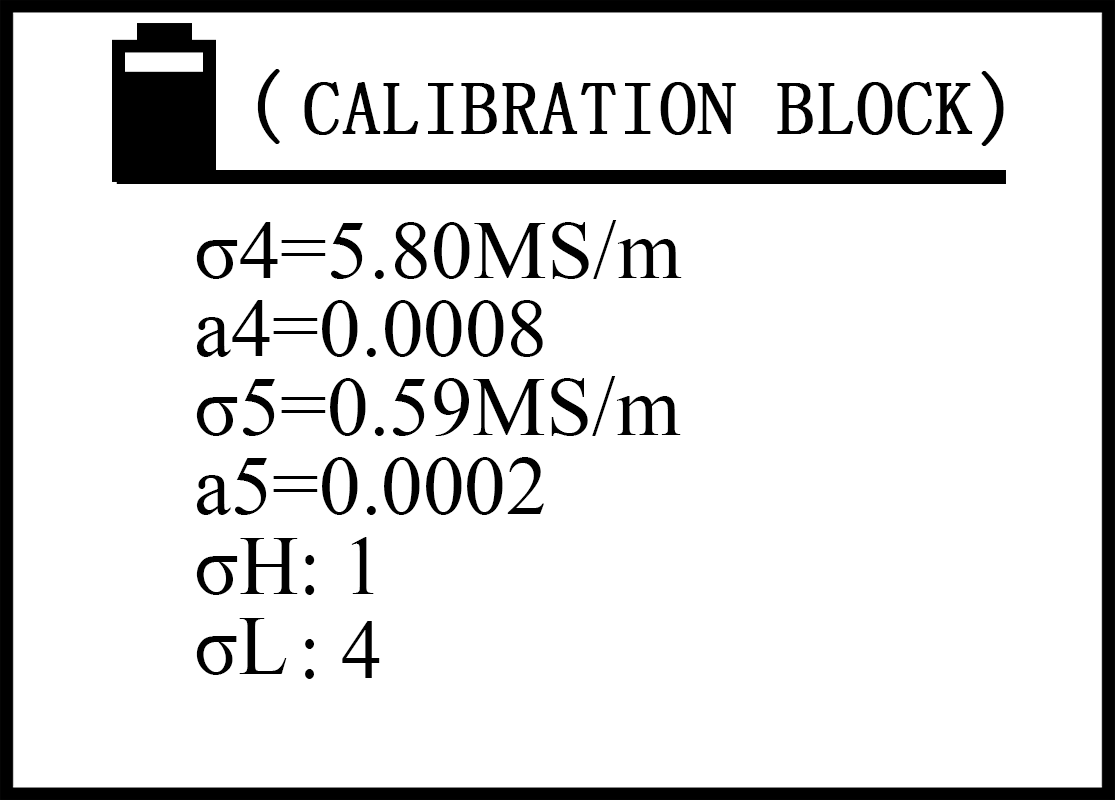 (CALIBRATION BLOCK)
σ4=5.80MS/m
a4=0.0008
σ5=0.59MS/m
a5=0.0002
σH: 1
σL: 4